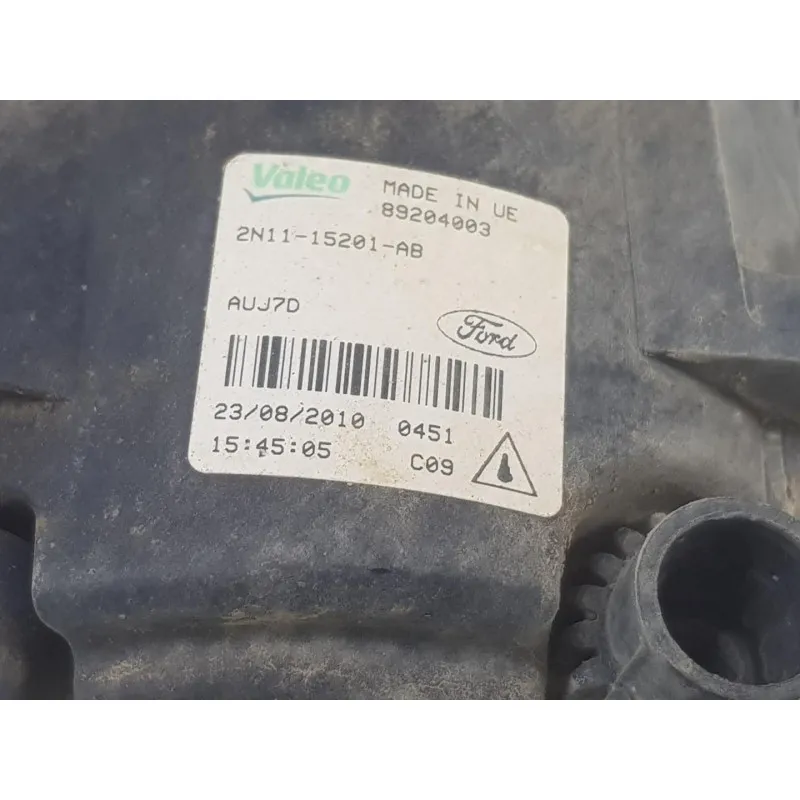 Valeo MADE IN UE
89204003
2N11-15201-AB
AUJ7D
Ford
23/08/2010 0451
15:45:05 C09